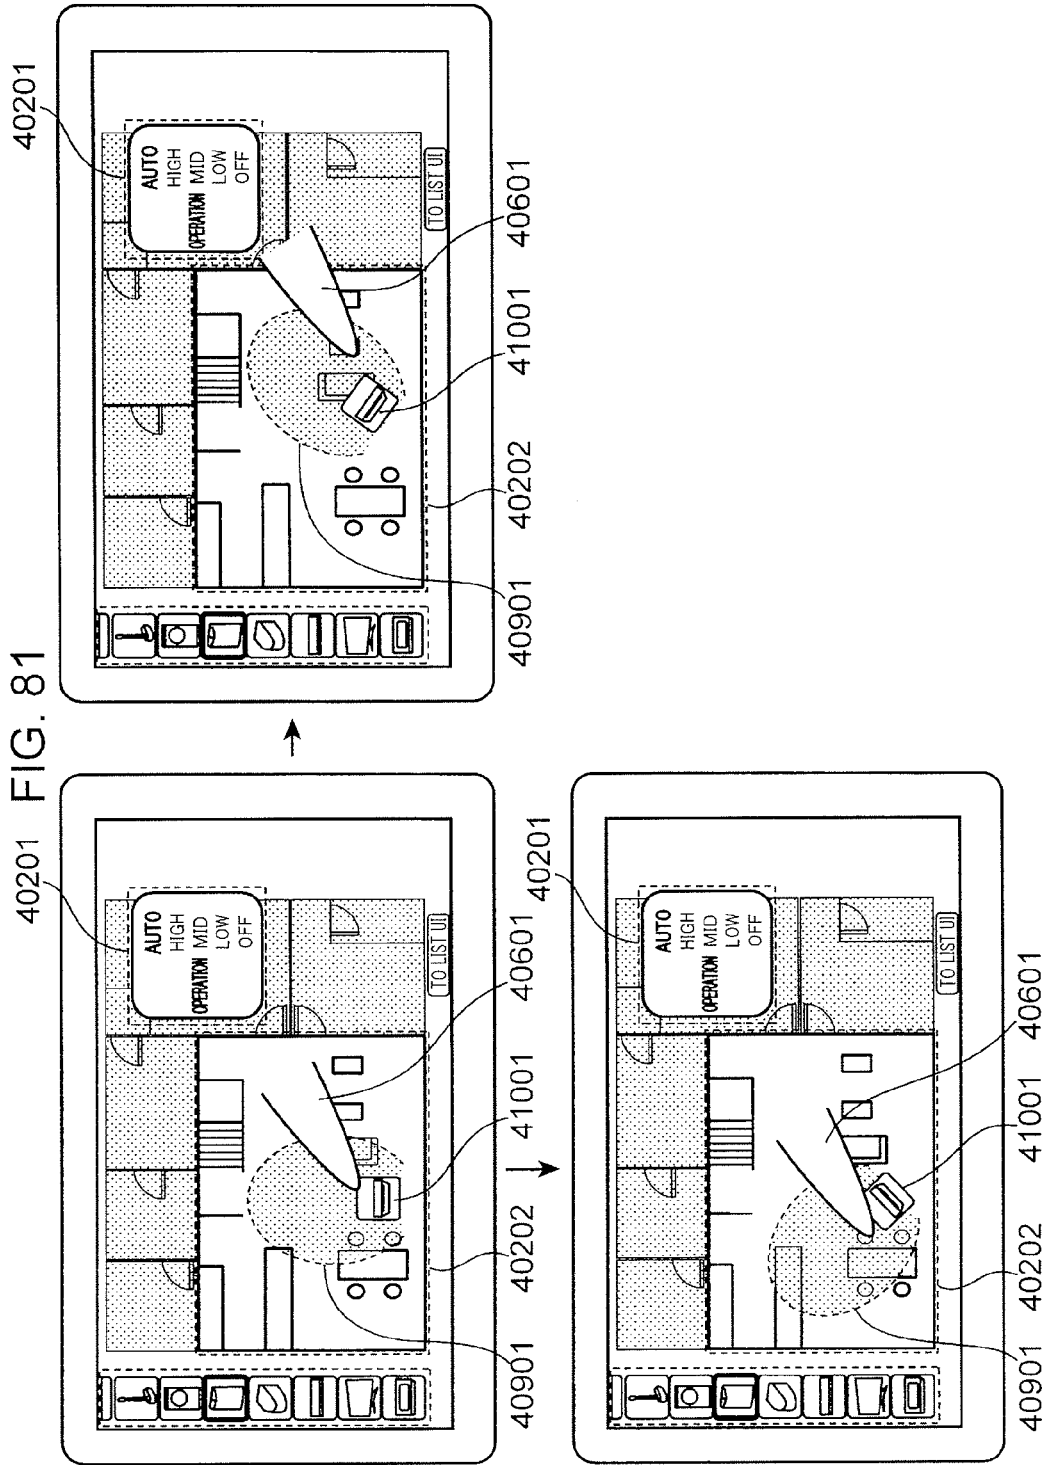 FIG. 81
40201
AUTO
HIGH
OPERATION MID
LOW
OFF
TO LIST UI
40901
40202
41001
40601
40201
AUTO
HIGH
OPERATION MID
LOW
OFF
TO LIST UI
40901
40202
41001
40601
40201
AUTO
HIGH
OPERATION MID
LOW
OFF
TO LIST UI
40901
40202
41001
40601